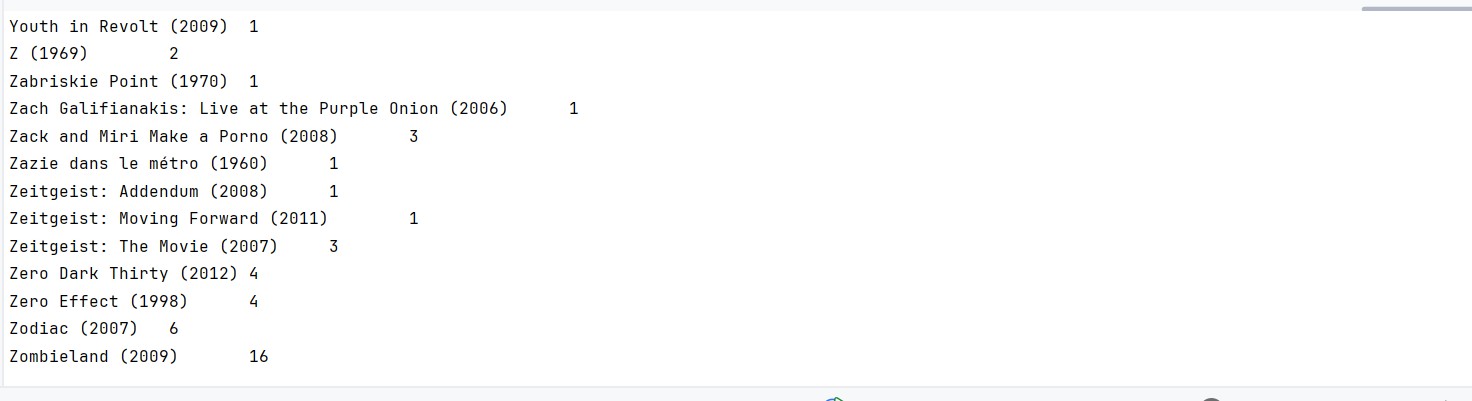 Youth in Revolt (2009)	1
Z (1969)	2
Zabriskie Point (1970)	1
Zach Galifianakis: Live at the Purple Onion (2006)	1
Zack and Miri Make a Porno (2008)	3
Zazie dans le métro (1960)	1
Zeitgeist: Addendum (2008)	1
Zeitgeist: Moving Forward (2011)	1
Zeitgeist: The Movie (2007)	3
Zero Dark Thirty (2012)	4
Zero Effect (1998)	4
Zodiac (2007)	6
Zombieland (2009)	16